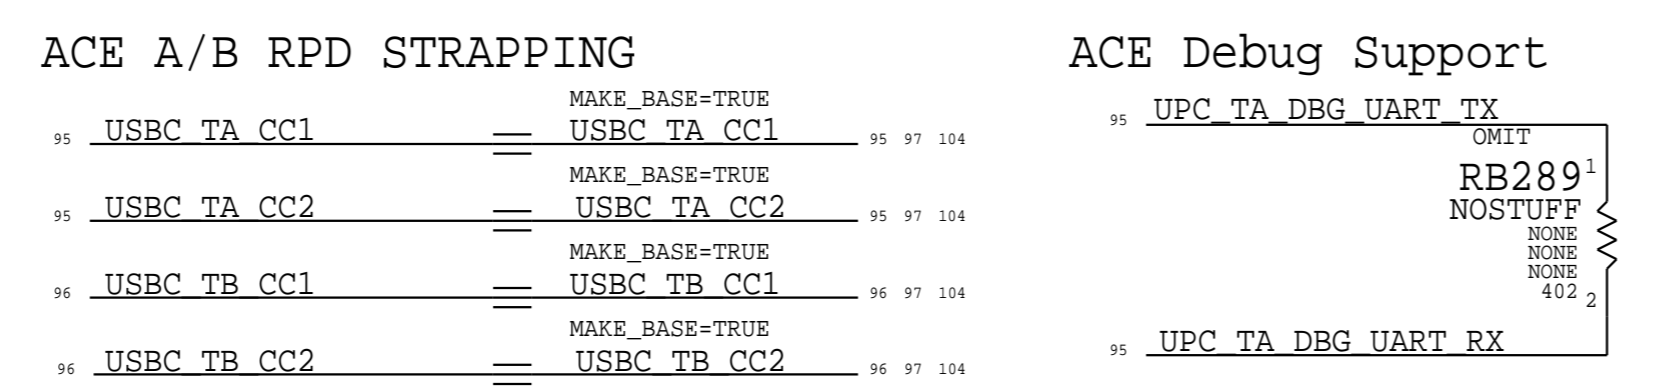 ACE A/B RPD STRAPPING
MAKE_BASE=TRUE
95 USBC_TA_CC1 USBC_TA_CC1 95 97 104
MAKE_BASE=TRUE
95 USBC_TA_CC2 USBC_TA_CC2 95 97 104
MAKE_BASE=TRUE
96 USBC_TB_CC1 USBC_TB_CC1 96 97 104
MAKE_BASE=TRUE
96 USBC_TB_CC2 USBC_TB_CC2 96 97 104
ACE Debug Support
95 UPC_TA_DBG_UART_TX
OMIT
RB289 1
NOSTUFF
NONE
NONE
NONE
402 2
95 UPC_TA_DBG_UART_RX